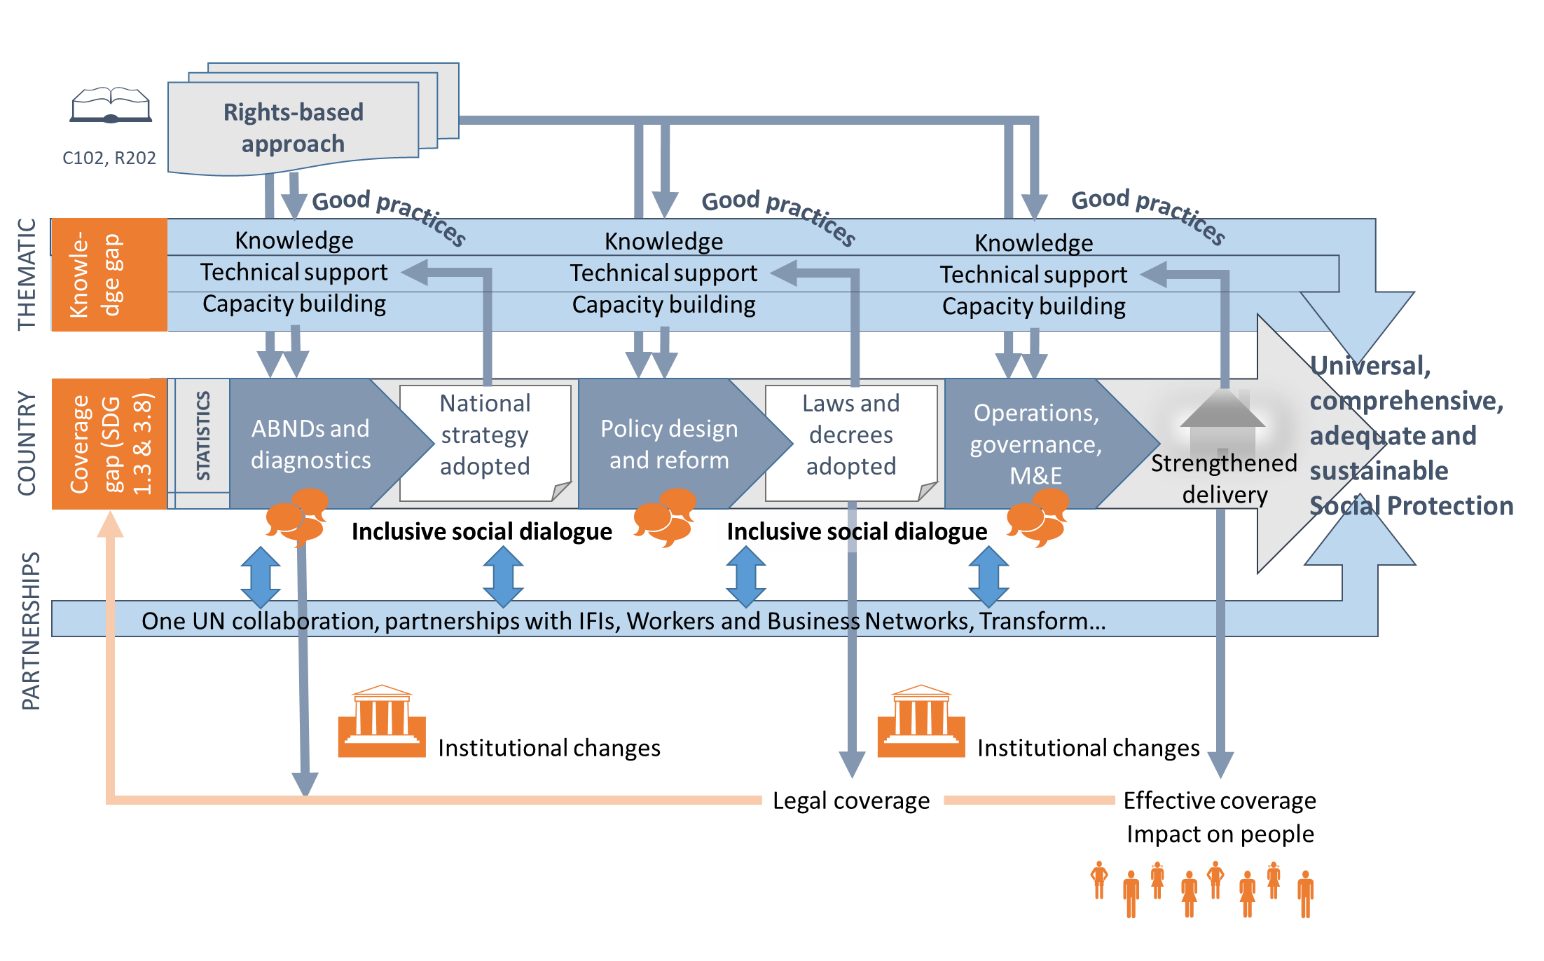 Rights-based
approach
C102, R202
THEMATIC
Knowle-
dge gap
Good practices
Knowledge
Technical support
Capacity building
Good practices
Knowledge
Technical support
Capacity building
Good practices
Knowledge
Technical support
Capacity building
COUNTRY
Coverage
gap (SDG
1.3 & 3.8)
STATISTICS
ABNDs and
diagnostics
National
strategy
adopted
Policy design
and reform
Laws and
decrees
adopted
Operations,
governance,
M&E
Strengthened
delivery
Universal,
comprehensive,
adequate and
sustainable
Social Protection
Inclusive social dialogue
Inclusive social dialogue
PARTNERSHIPS
One UN collaboration, partnerships with IFIs, Workers and Business Networks, Transform...
Institutional changes
Institutional changes
Legal coverage
Effective coverage
Impact on people